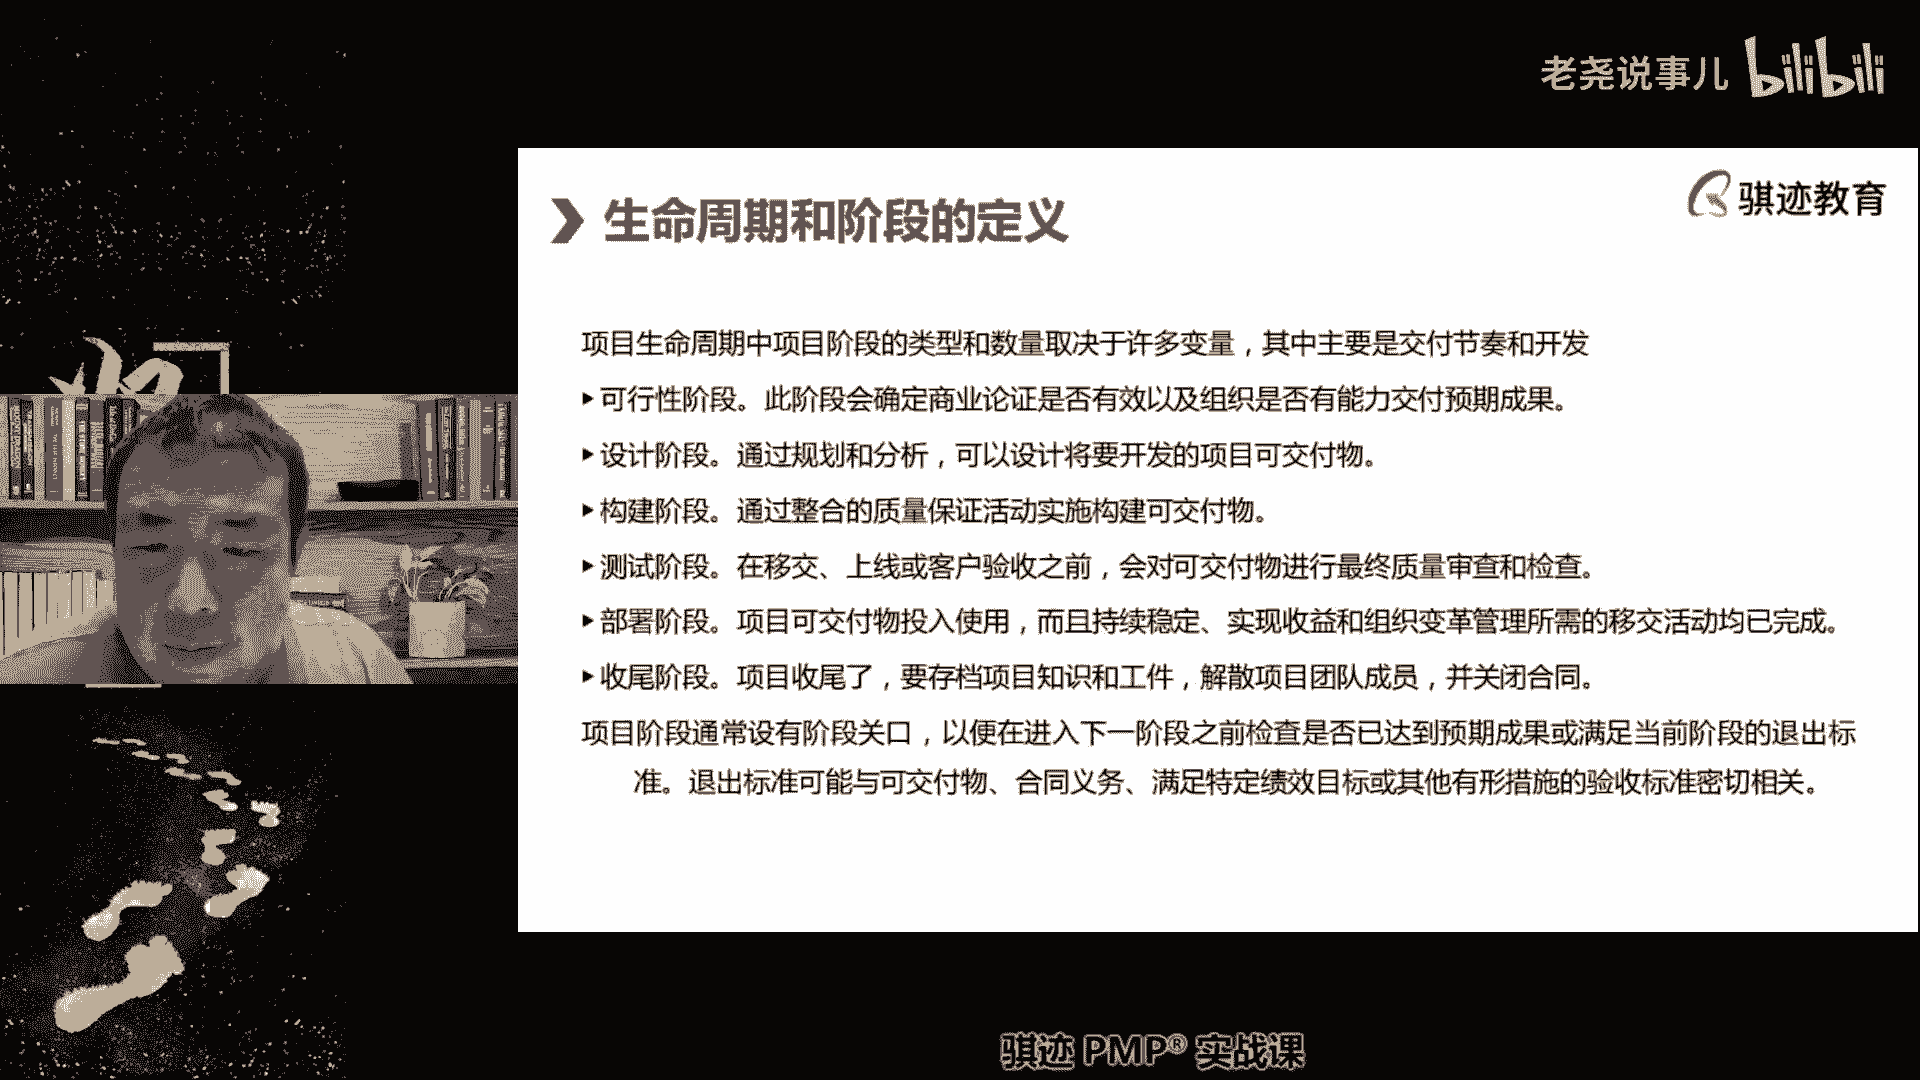 老尧说事儿 bilibili
骐迹教育
生命周期和阶段的定义
项目生命周期中项目阶段的类型和数量取决于许多变量，其中主要是交付节奏和开发
可行性阶段。此阶段会确定商业论证是否有效以及组织是否有能力交付预期成果。
设计阶段。通过规划和分析，可以设计将要开发的项目可交付物。
构建阶段。通过整合的质量保证活动实施构建可交付物。
测试阶段。在移交、上线或客户验收之前，会对可交付物进行最终质量审查和检查。
部署阶段。项目可交付物投入使用，而且持续稳定、实现收益和组织变革管理所需的移交活动均已完成。
收尾阶段。项目收尾了，要存档项目知识和工件，解散项目团队成员，并关闭合同。
项目阶段通常设有阶段关口，以便在进入下一阶段之前检查是否已达到预期成果或满足当前阶段的退出标
准。退出标准可能与可交付物、合同义务、满足特定绩效目标或其他有形措施的验收标准密切相关。
骐迹 PMP® 实战课